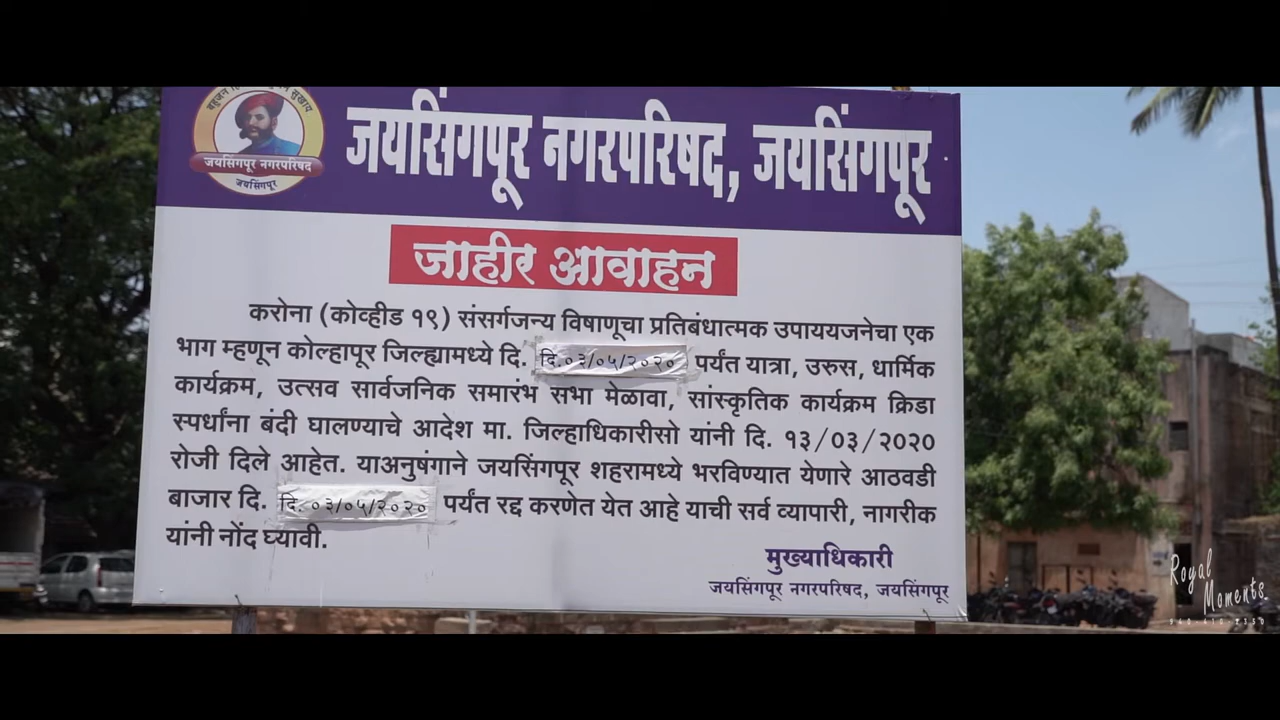 जयसिंगपूर नगरपरिषद
जयसिंगपूर
जयसिंगपूर नगरपरिषद, जयसिंगपूर
जाहीर आवाहन
करोना (कोव्हीड १९) संसर्गजन्य विषाणूचा प्रतिबंधात्मक उपाययजनेचा एक
भाग म्हणून कोल्हापूर जिल्ह्यामध्ये दि. दि.०३/०५/२०२० पर्यंत यात्रा, उरुस, धार्मिक
कार्यक्रम, उत्सव सार्वजनिक समारंभ सभा मेळावा, सांस्कृतिक कार्यक्रम क्रिडा
स्पर्धांना बंदी घालण्याचे आदेश मा. जिल्हाधिकारीसो यांनी दि. १३/०३/२०२०
रोजी दिले आहेत. याअनुषंगाने जयसिंगपूर शहरामध्ये भरविण्यात येणारे आठवडी
बाजार दि. दि. ०३/०५/२०२० पर्यंत रद्द करणेत येत आहे याची सर्व व्यापारी, नागरीक
यांनी नोंद घ्यावी.
मुख्याधिकारी
जयसिंगपूर नगरपरिषद, जयसिंगपूर
Royal
Moments